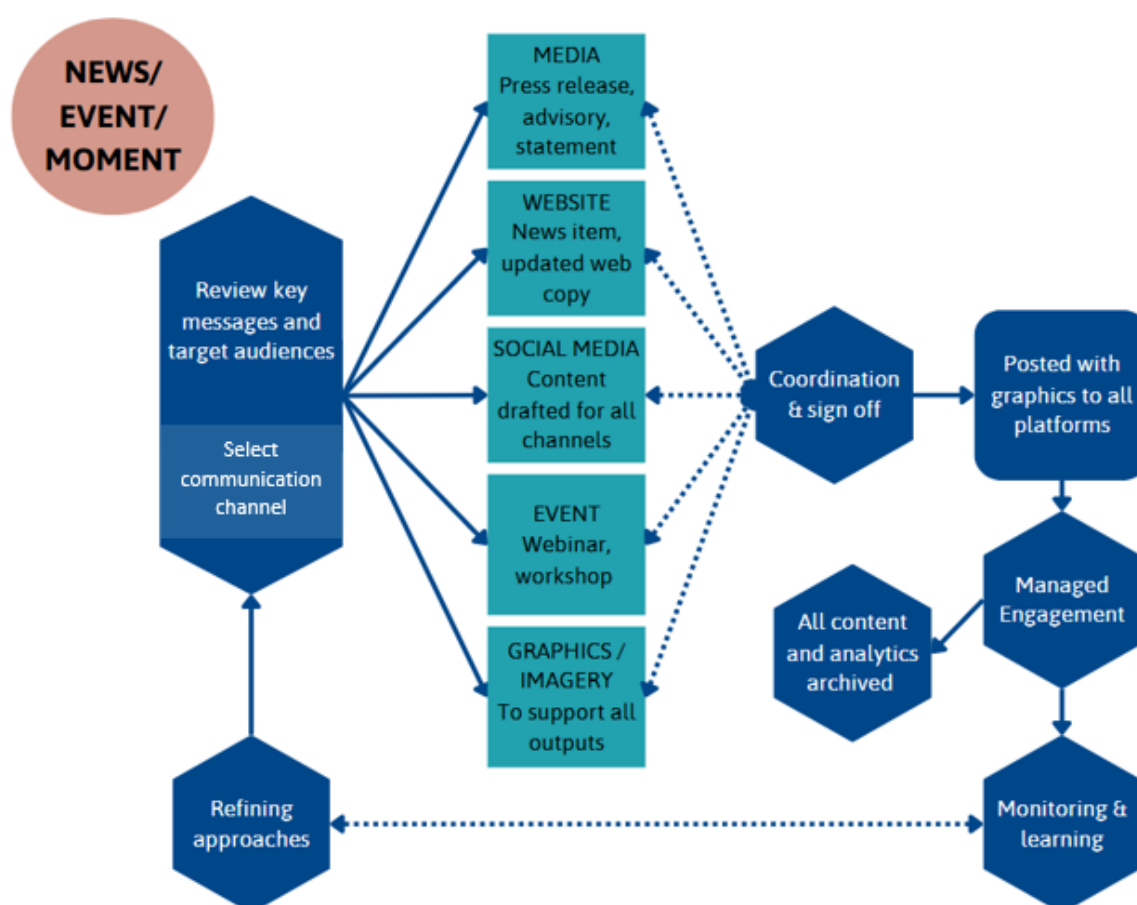 NEWS/
EVENT/
MOMENT
Review key
messages and
target audiences
Select
communication
channel
MEDIA
Press release,
advisory,
statement
WEBSITE
News item,
updated web
copy
SOCIAL MEDIA
Content
drafted for all
channels
EVENT
Webinar,
workshop
GRAPHICS /
IMAGERY
To support all
outputs
Coordination
& sign off
Posted with
graphics to all
platforms
Managed
Engagement
All content
and analytics
archived
Monitoring &
learning
Refining
approaches